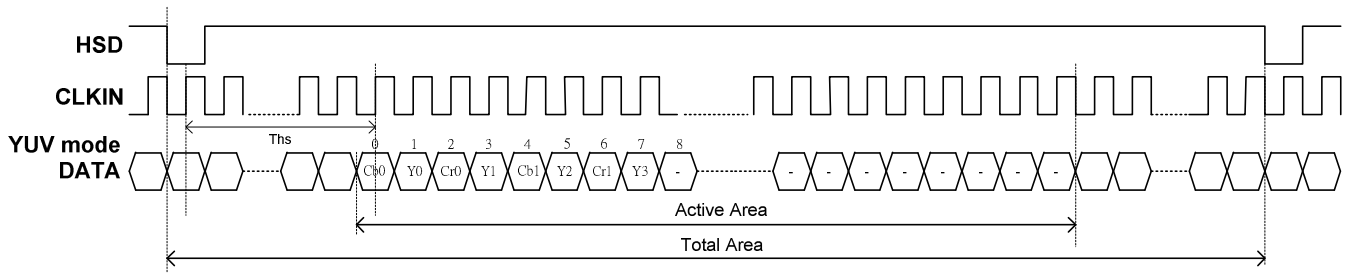 HSD
CLKIN
Ths
YUV mode
DATA
0 1 2 3 4 5 6 7 8
Cb0 Y0 Cr0 Y1 Cb1 Y2 Cr1 Y3 - - - - - - - - -
Active Area
Total Area